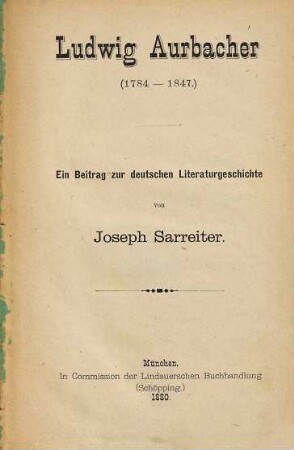 Ludwig Aurbacher
(1784 — 1847.)
Ein Beitrag zur deutschen Literaturgeschichte
von
Joseph Sarreiter.
München.
In Commission der Lindauerschen Buchhandlung
(Schöpping.)
1880.